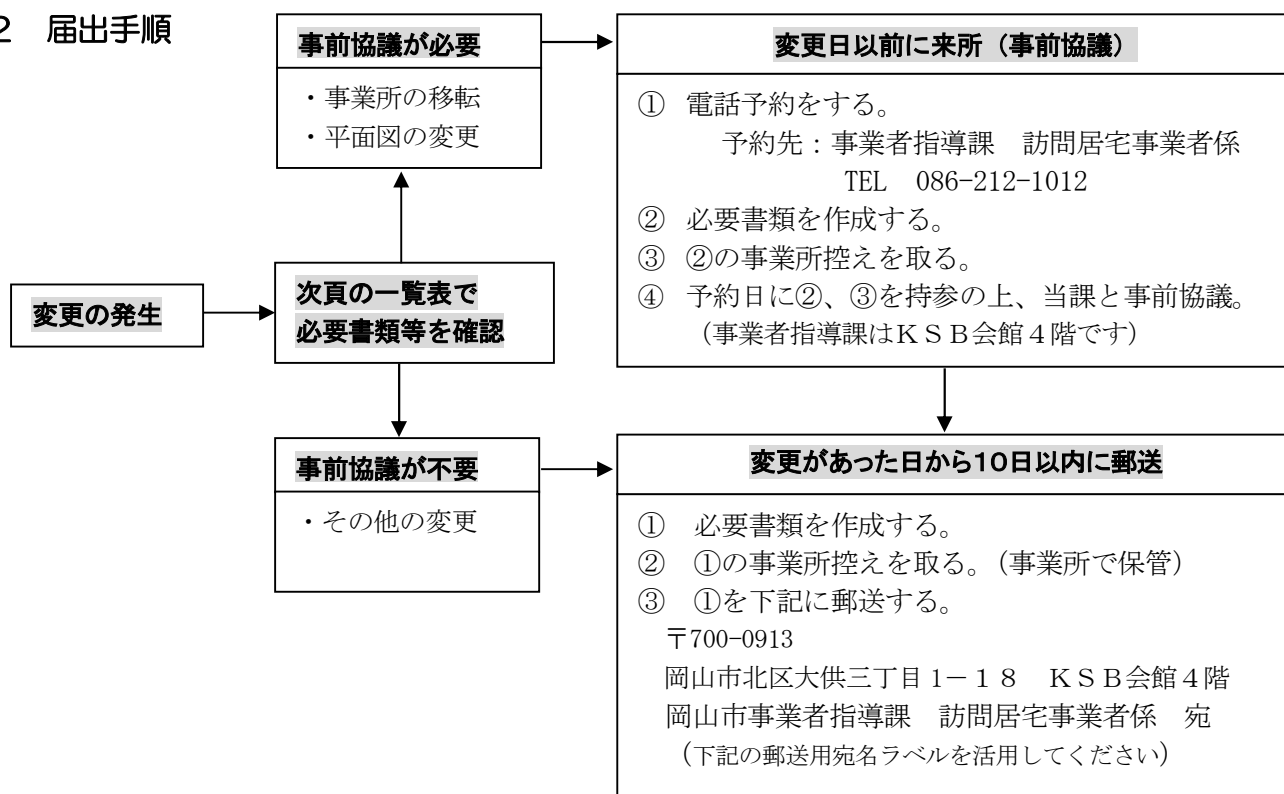 2 届出手順
事前協議が必要
・事業所の移転
・平面図の変更
変更日以前に来所（事前協議）
① 電話予約をする。
予約先：事業者指導課 訪問居宅事業者係
TEL 086-212-1012
② 必要書類を作成する。
③ ②の事業所控えを取る。
④ 予約日に②、③を持参の上、当課と事前協議。
（事業者指導課はＫＳＢ会館４階です）
変更の発生
次頁の一覧表で
必要書類等を確認
事前協議が不要
・その他の変更
変更があった日から１０日以内に郵送
① 必要書類を作成する。
② ①の事業所控えを取る。（事業所で保管）
③ ①を下記に郵送する。
〒700-0913
岡山市北区大供三丁目 1－１８ ＫＳＢ会館４階
岡山市事業者指導課 訪問居宅事業者係 宛
（下記の郵送用宛名ラベルを活用してください）